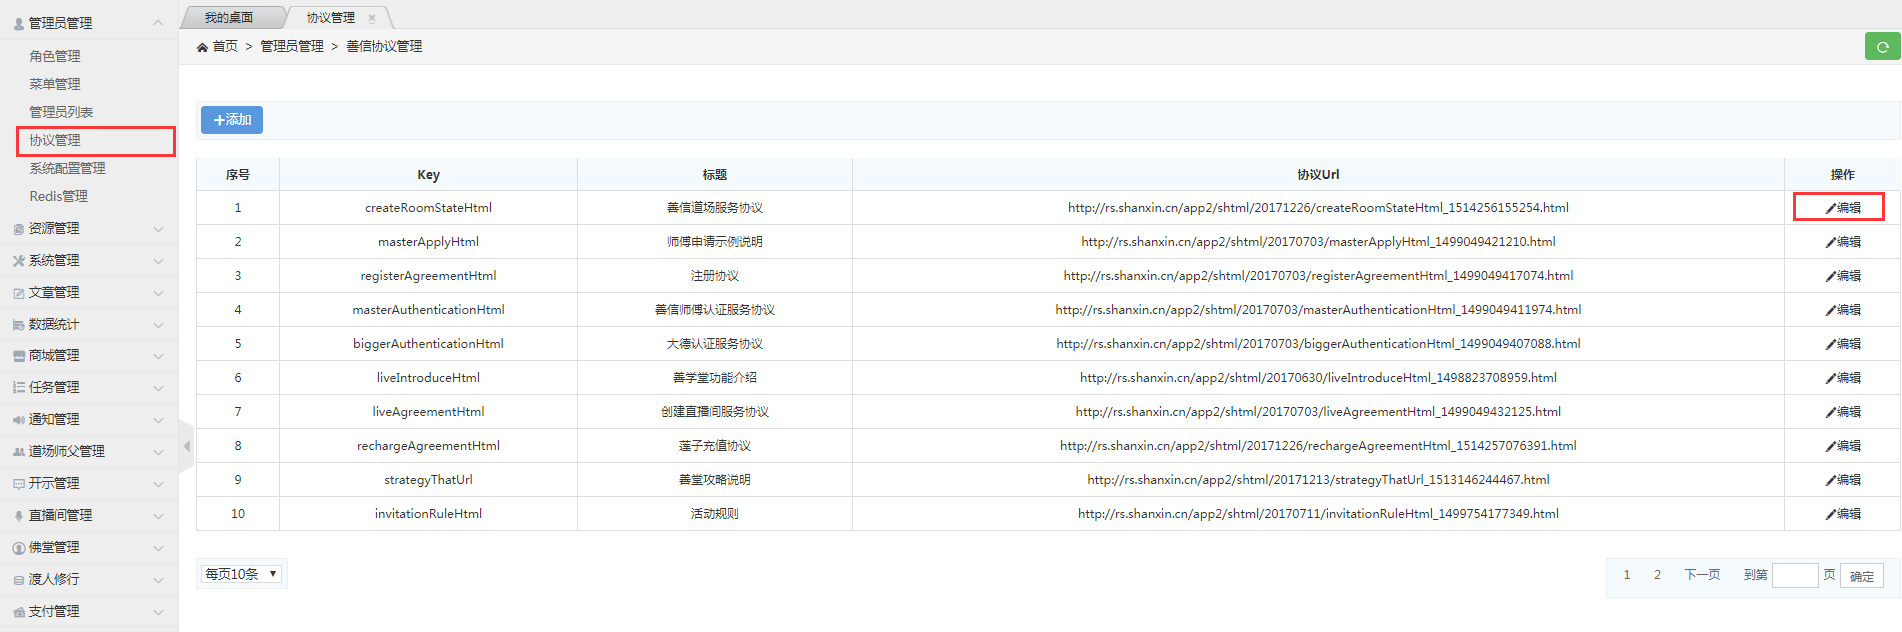 我的桌面 协议管理
首页 > 管理员管理 > 善信协议管理
管理员管理
角色管理
菜单管理
管理员列表
协议管理
系统配置管理
Redis管理
资源管理
系统管理
文章管理
数据统计
商城管理
任务管理
通知管理
道场师父管理
开示管理
直播间管理
佛堂管理
渡人修行
支付管理
添加
序号 Key 标题 协议Url 操作
1 createRoomStateHtml 善信道场服务协议 http://rs.shanxin.cn/app2/shtml/20171226/createRoomStateHtml_1514256155254.html 编辑
2 masterApplyHtml 师傅申请示例说明 http://rs.shanxin.cn/app2/shtml/20170703/masterApplyHtml_1499049421210.html 编辑
3 registerAgreementHtml 注册协议 http://rs.shanxin.cn/app2/shtml/20170703/registerAgreementHtml_1499049417074.html 编辑
4 masterAuthenticationHtml 善信师傅认证服务协议 http://rs.shanxin.cn/app2/shtml/20170703/masterAuthenticationHtml_1499049411974.html 编辑
5 biggerAuthenticationHtml 大德认证服务协议 http://rs.shanxin.cn/app2/shtml/20170703/biggerAuthenticationHtml_1499049407088.html 编辑
6 liveIntroduceHtml 善学堂功能介绍 http://rs.shanxin.cn/app2/shtml/20170630/liveIntroduceHtml_1498823708959.html 编辑
7 liveAgreementHtml 创建直播间服务协议 http://rs.shanxin.cn/app2/shtml/20170703/liveAgreementHtml_1499049432125.html 编辑
8 rechargeAgreementHtml 莲子充值协议 http://rs.shanxin.cn/app2/shtml/20171226/rechargeAgreementHtml_1514257076391.html 编辑
9 strategyThatUrl 善堂攻略说明 http://rs.shanxin.cn/app2/shtml/20171213/strategyThatUrl_1513146244467.html 编辑
10 invitationRuleHtml 活动规则 http://rs.shanxin.cn/app2/shtml/20170711/invitationRuleHtml_1499754177349.html 编辑
每页10条 1 2 下一页 到第 页 确定